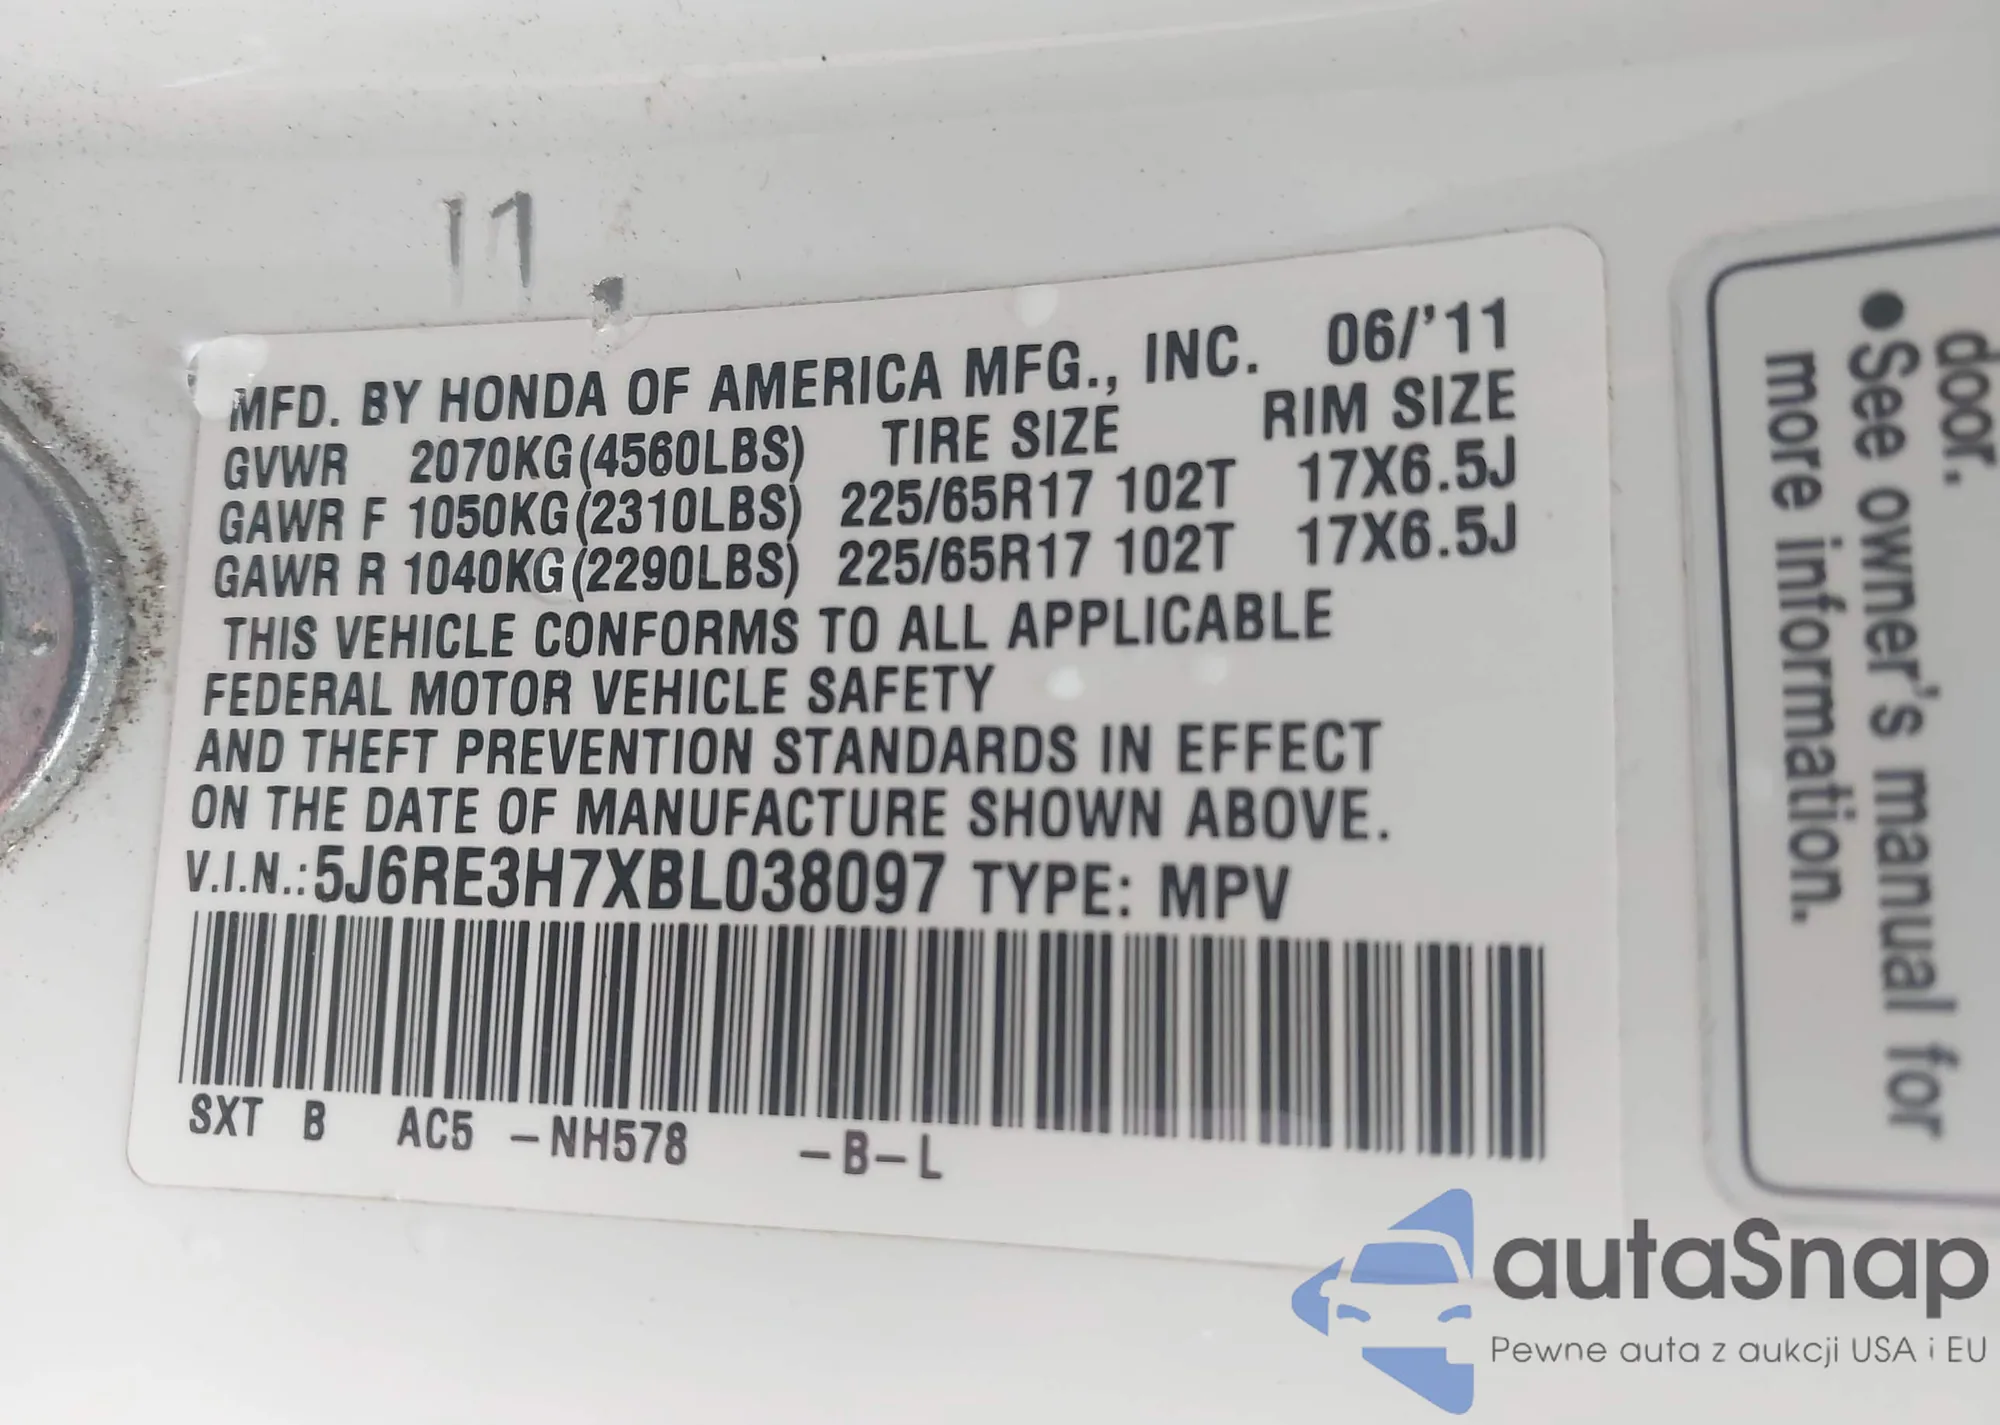 11
MFD. BY HONDA OF AMERICA MFG., INC. 06/'11
GVWR 2070KG(4560LBS) TIRE SIZE RIM SIZE
GAWR F 1050KG(2310LBS) 225/65R17 102T 17X6.5J
GAWR R 1040KG(2290LBS) 225/65R17 102T 17X6.5J
THIS VEHICLE CONFORMS TO ALL APPLICABLE
FEDERAL MOTOR VEHICLE SAFETY
AND THEFT PREVENTION STANDARDS IN EFFECT
ON THE DATE OF MANUFACTURE SHOWN ABOVE.
V.I.N.:5J6RE3H7XBL038097 TYPE: MPV
SXT B AC5 -NH578 -B-L
door.
•See owner's manual for
more information.
autaSnap
Pewne auta z aukcji USA i EU